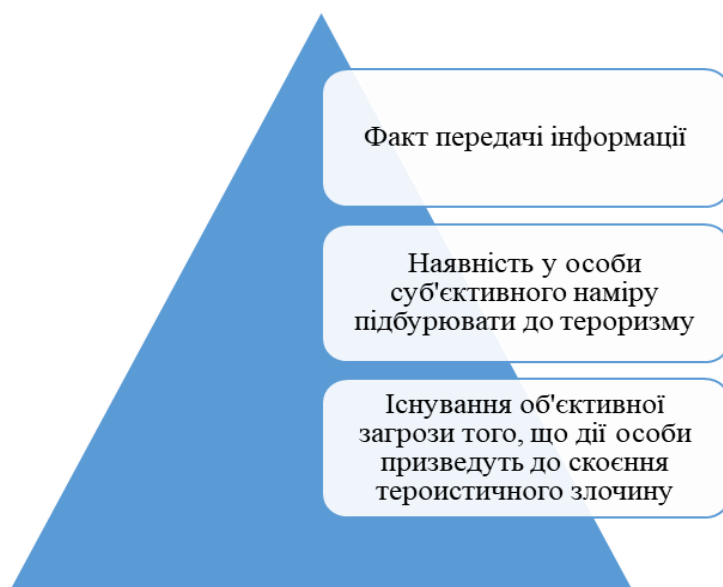 Факт передачі інформації
Наявність у особи
суб'єктивного наміру
підбурювати до тероризму
Існування об'єктивної
загрози того, що дії особи
призведуть до скоєння
тероистичного злочину